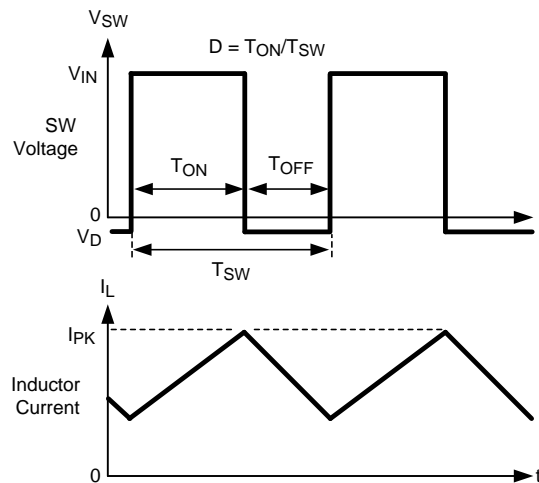 VSW
D = TON/TSW
VIN
SW
Voltage
TON
TOFF
0
VD
TSW
IL
IPK
Inductor
Current
0
t